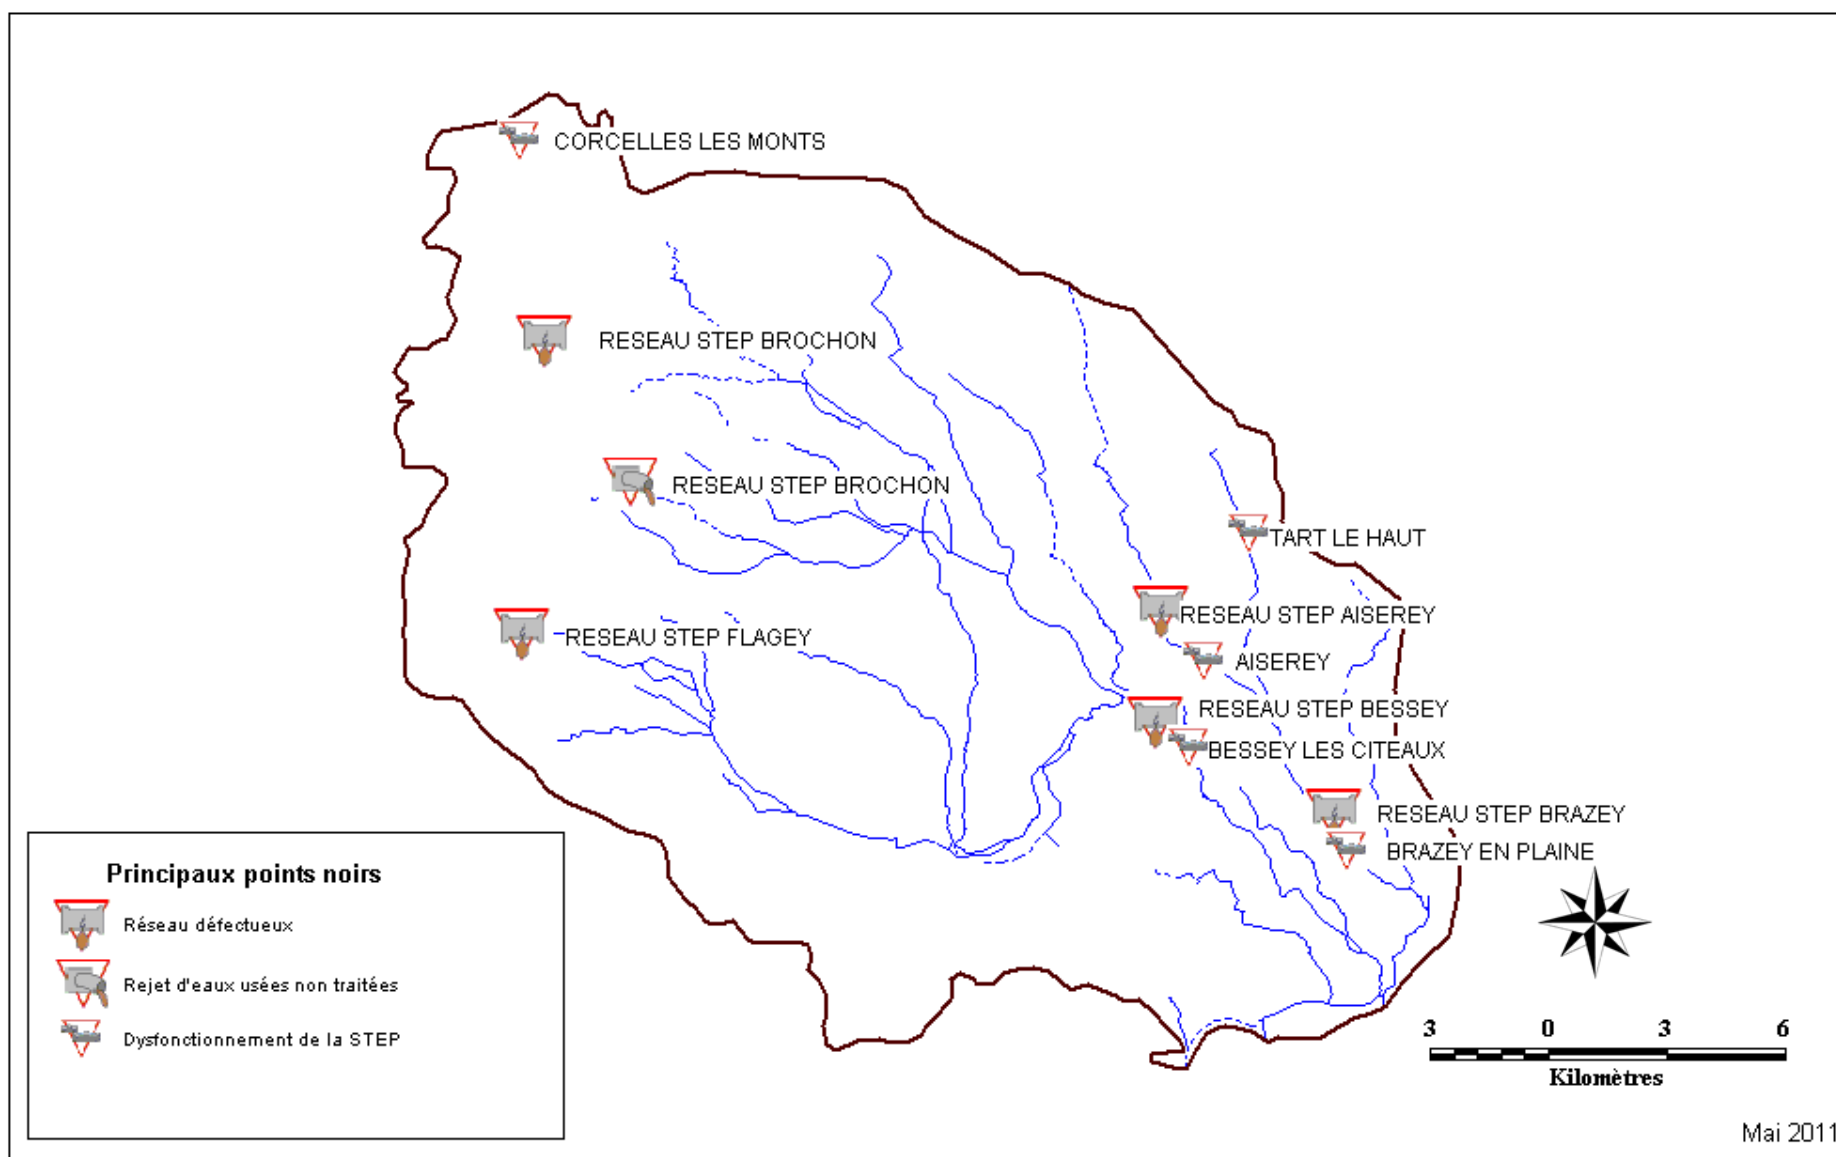 CORCELLES LES MONTS
RESEAU STEP BROCHON
RESEAU STEP BROCHON
TART LE HAUT
RESEAU STEP AISEREY
RESEAU STEP FLAGEY
AISEREY
RESEAU STEP BESSEY
BESSEY LES CITEAUX
RESEAU STEP BRAZEY
BRAZEY EN PLAINE
Principaux points noirs
Réseau défectueux
Rejet d'eaux usées non traitées
Dysfonctionnement de la STEP
3 0 3 6
Kilomètres
Mai 2011